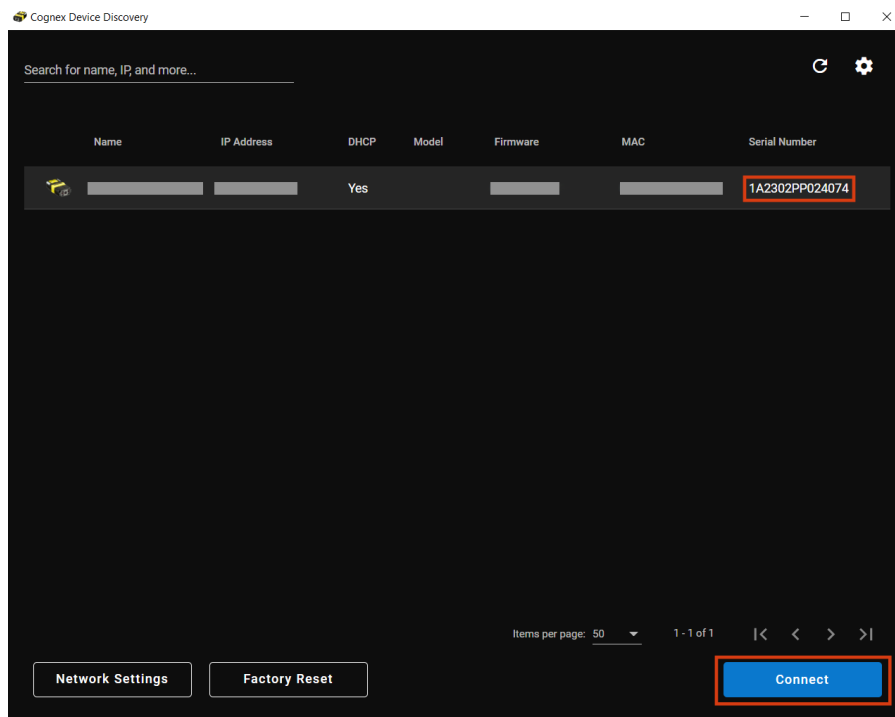 Cognex Device Discovery
Search for name, IP, and more...
Name IP Address DHCP Model Firmware MAC Serial Number
Yes 1A2302PP024074
Items per page: 50 1 - 1 of 1
Network Settings Factory Reset Connect